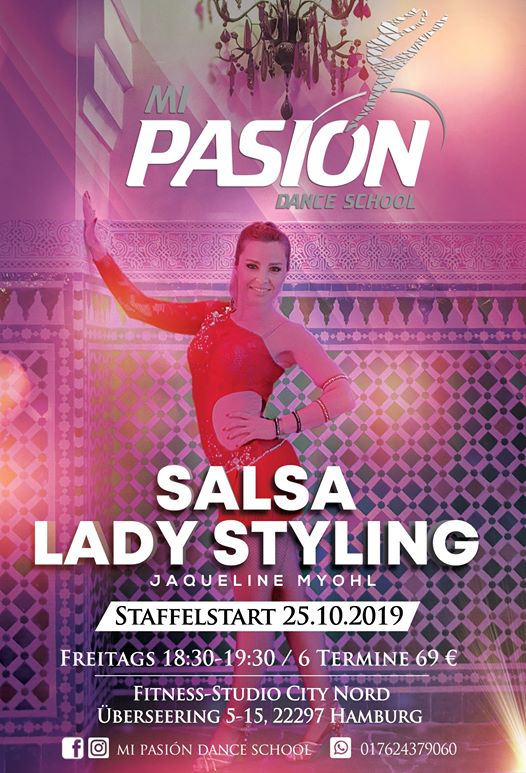 MI
PASIÓN
DANCE SCHOOL
SALSA
LADY STYLING
JAQUELINE MYOHL
STAFFELSTART 25.10.2019
FREITAGS 18:30-19:30 / 6 TERMINE 69 €
FITNESS-STUDIO CITY NORD
ÜBERSEERING 5-15, 22297 HAMBURG
MI PASIÓN DANCE SCHOOL 017624379060